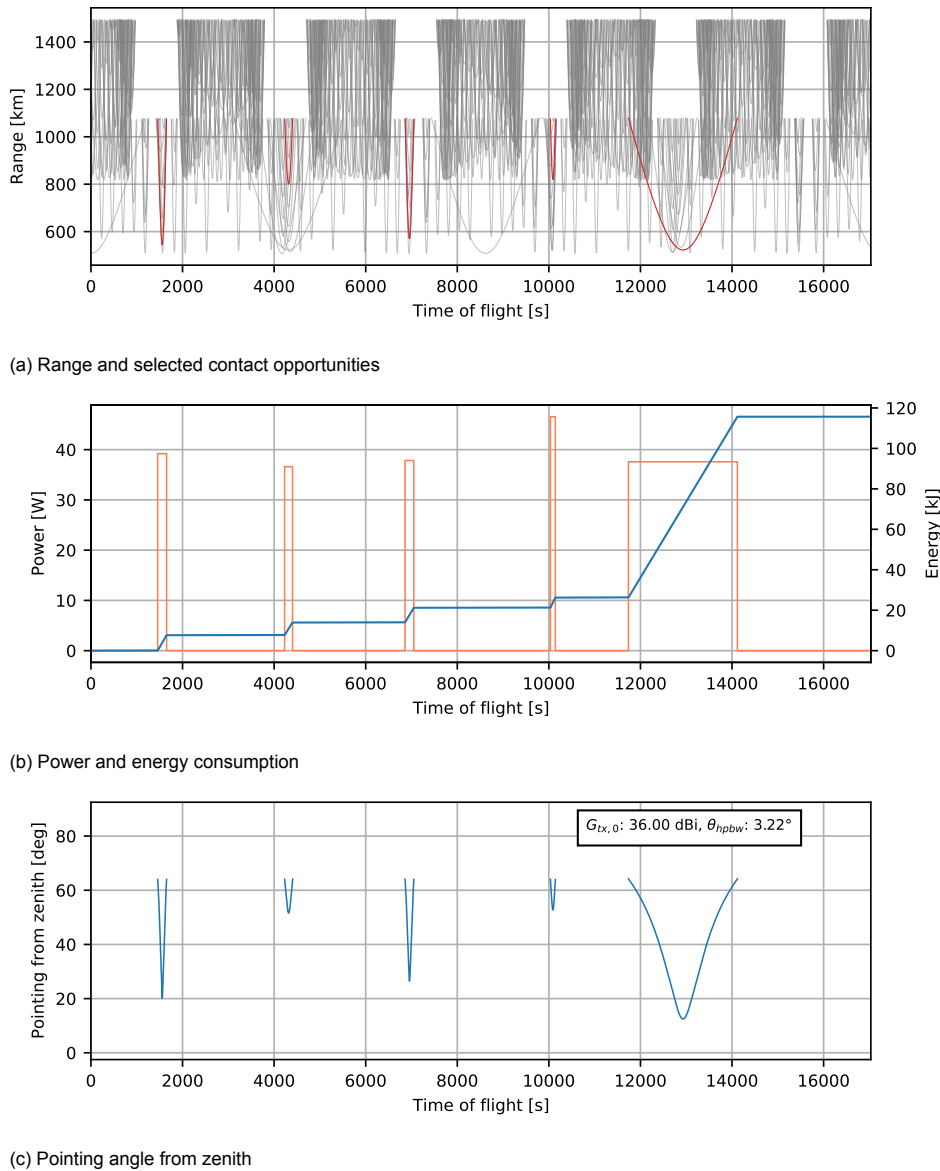 1400
1200
1000
800
600
Range [km]
0 2000 4000 6000 8000 10000 12000 14000 16000
Time of flight [s]
(a) Range and selected contact opportunities
40
30
20
10
0
Power [W]
120
100
80
60
40
20
0
Energy [kJ]
0 2000 4000 6000 8000 10000 12000 14000 16000
Time of flight [s]
(b) Power and energy consumption
80
60
40
20
0
Pointing from zenith [deg]
G_{tx,0}: 36.00 dBi, θ_{hpbw}: 3.22°
0 2000 4000 6000 8000 10000 12000 14000 16000
Time of flight [s]
(c) Pointing angle from zenith